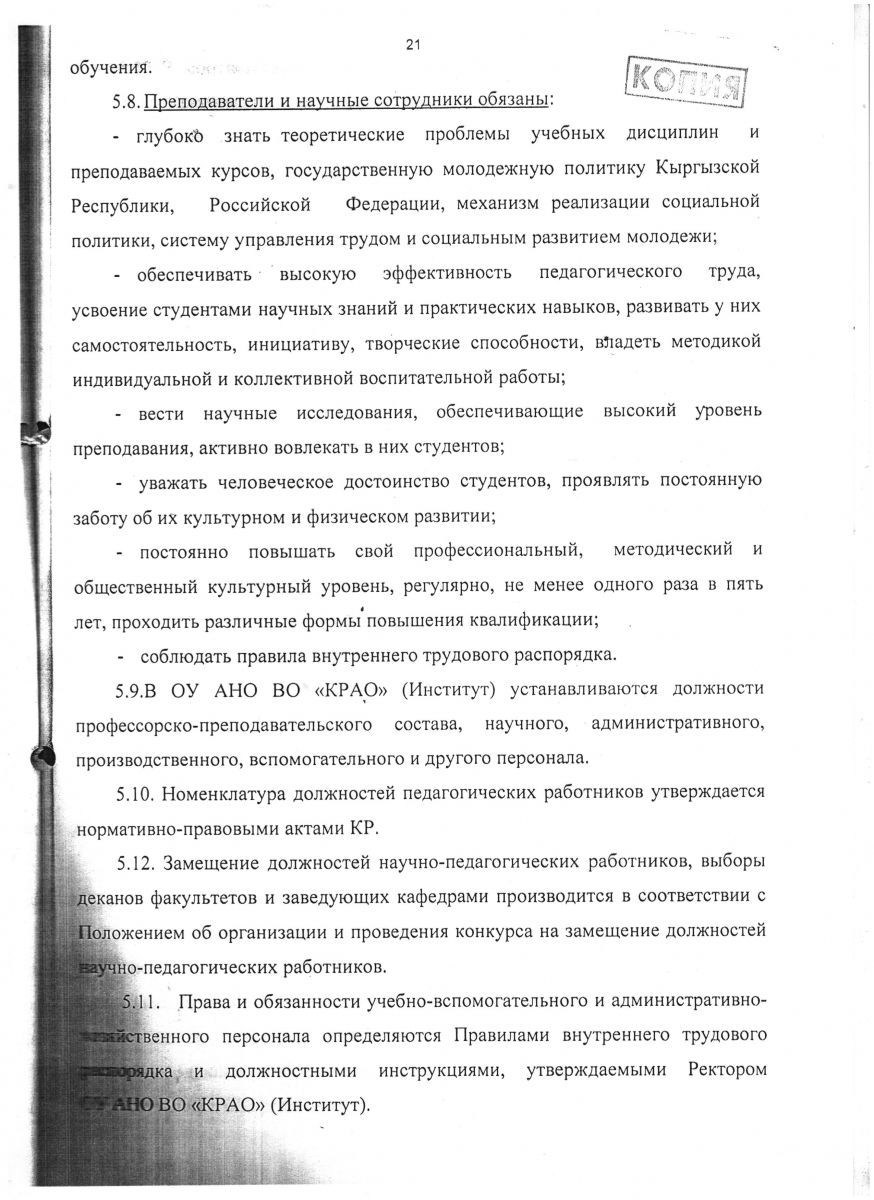 21
КОПИЯ
обучения.
5.8. Преподаватели и научные сотрудники обязаны:
- глубоко знать теоретические проблемы учебных дисциплин и
преподаваемых курсов, государственную молодежную политику Кыргызской
Республики, Российской Федерации, механизм реализации социальной
политики, систему управления трудом и социальным развитием молодежи;
- обеспечивать высокую эффективность педагогического труда,
усвоение студентами научных знаний и практических навыков, развивать у них
самостоятельность, инициативу, творческие способности, владеть методикой
индивидуальной и коллективной воспитательной работы;
- вести научные исследования, обеспечивающие высокий уровень
преподавания, активно вовлекать в них студентов;
- уважать человеческое достоинство студентов, проявлять постоянную
заботу об их культурном и физическом развитии;
- постоянно повышать свой профессиональный, методический и
общественный культурный уровень, регулярно, не менее одного раза в пять
лет, проходить различные формы повышения квалификации;
- соблюдать правила внутреннего трудового распорядка.
5.9.В ОУ АНО ВО «КРАО» (Институт) устанавливаются должности
профессорско-преподавательского состава, научного, административного,
производственного, вспомогательного и другого персонала.
5.10. Номенклатура должностей педагогических работников утверждается
нормативно-правовыми актами КР.
5.12. Замещение должностей научно-педагогических работников, выборы
деканов факультетов и заведующих кафедрами производится в соответствии с
Положением об организации и проведения конкурса на замещение должностей
научно-педагогических работников.
5.11. Права и обязанности учебно-вспомогательного и административно-
хозяйственного персонала определяются Правилами внутреннего трудового
распорядка и должностными инструкциями, утверждаемыми Ректором
ОУ АНО ВО «КРАО» (Институт).